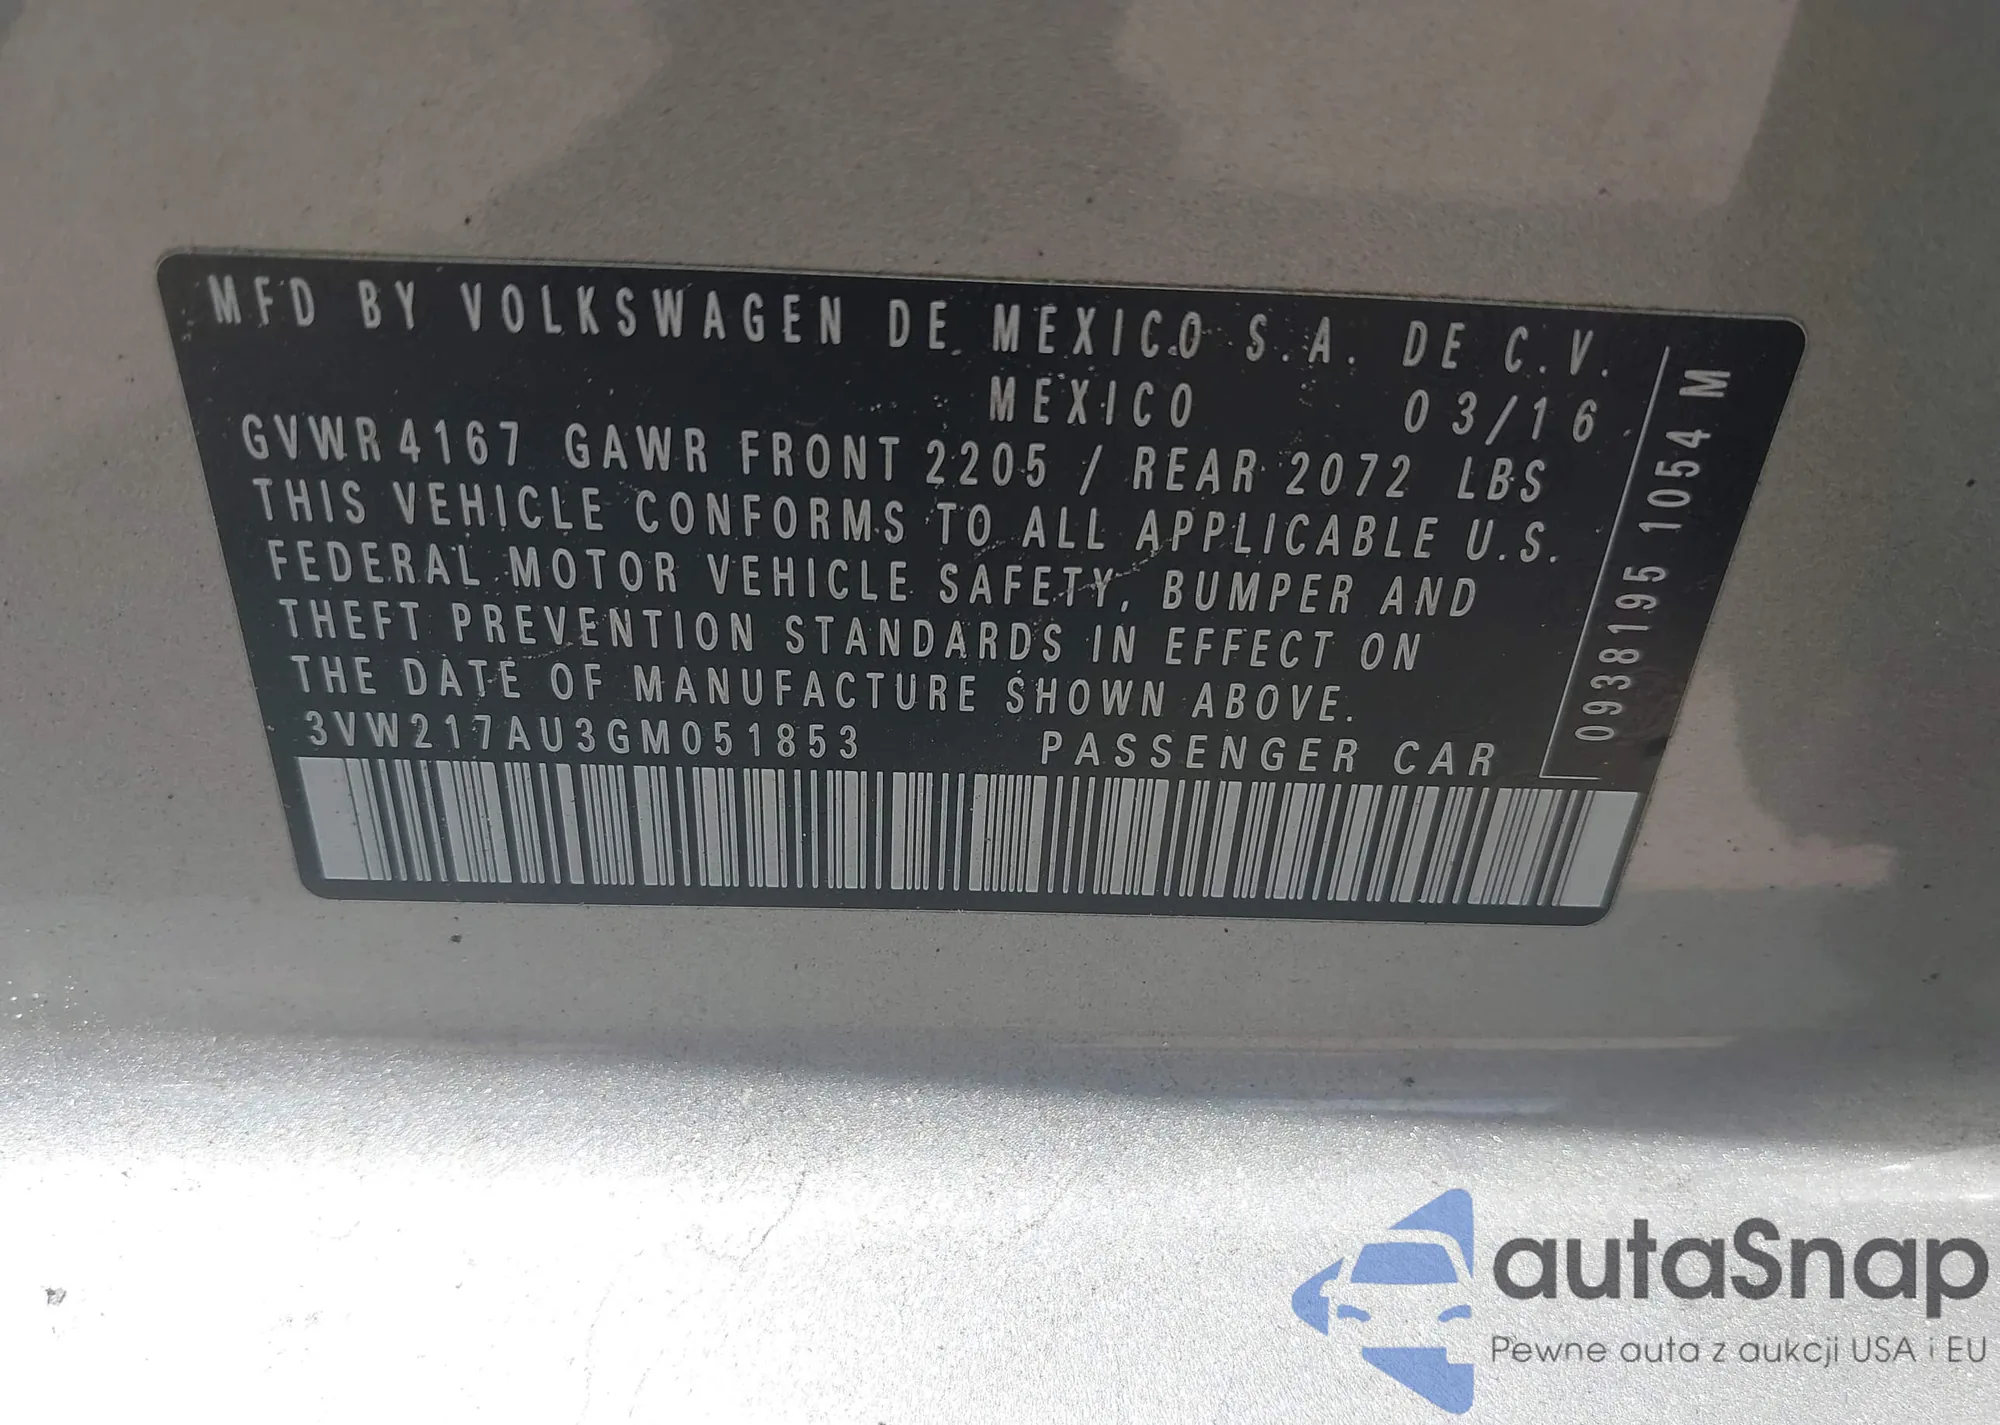 MFD BY VOLKSWAGEN DE MEXICO S.A. DE C.V.
MEXICO 03/16
GVWR 4167 GAWR FRONT 2205 / REAR 2072 LBS
THIS VEHICLE CONFORMS TO ALL APPLICABLE U.S.
FEDERAL MOTOR VEHICLE SAFETY, BUMPER AND
THEFT PREVENTION STANDARDS IN EFFECT ON
THE DATE OF MANUFACTURE SHOWN ABOVE.
3VW217AU3GM051853 PASSENGER CAR
0938195 1054 M
autaSnap
Pewne auta z aukcji USA i EU